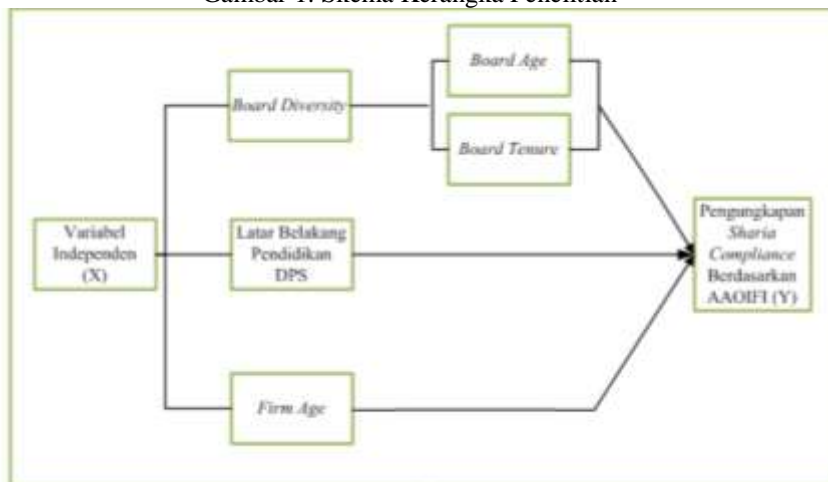 Gambar 1. Skema Kerangka Penelitian
Board Age
Board Diversity
Board Tenure
Variabel
Independen
(X)
Latar Belakang
Pendidikan
DPS
Pengungkapan
Sharia
Compliance
Berdasarkan
AAOIFI (Y)
Firm Age